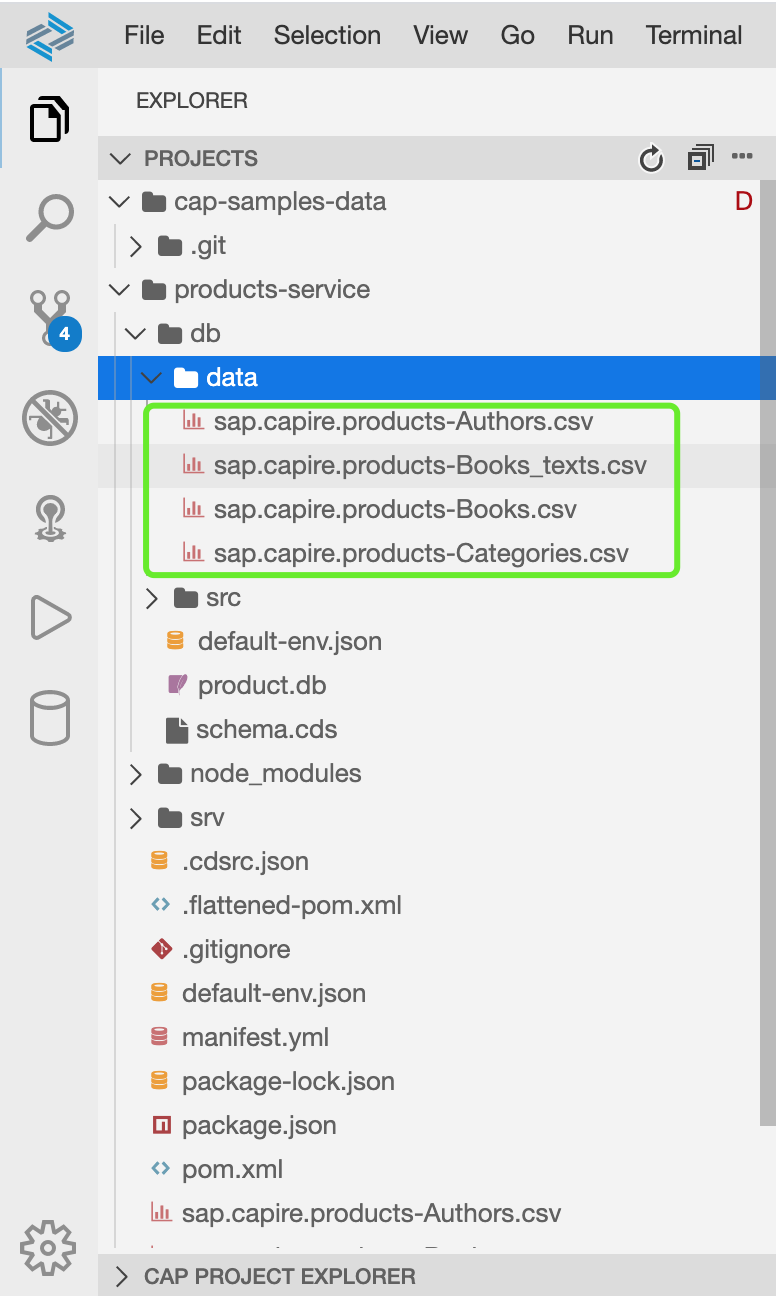 File Edit Selection View Go Run Terminal
EXPLORER
PROJECTS
cap-samples-data D
.git
products-service
4
db
data
sap.capire.products-Authors.csv
sap.capire.products-Books_texts.csv
sap.capire.products-Books.csv
sap.capire.products-Categories.csv
src
default-env.json
product.db
schema.cds
node_modules
srv
.cdsrc.json
.flattened-pom.xml
.gitignore
default-env.json
manifest.yml
package-lock.json
package.json
pom.xml
sap.capire.products-Authors.csv
CAP PROJECT EXPLORER